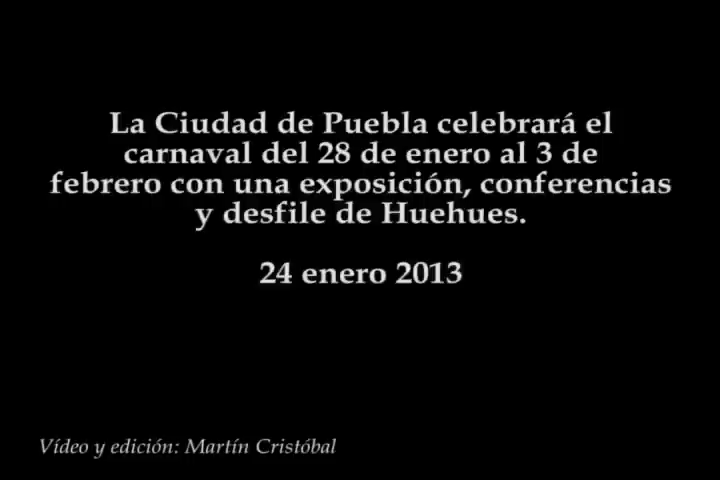 La Ciudad de Puebla celebrará el
carnaval del 28 de enero al 3 de
febrero con una exposición, conferencias
y desfile de Huehues.
24 enero 2013
Vídeo y edición: Martín Cristóbal